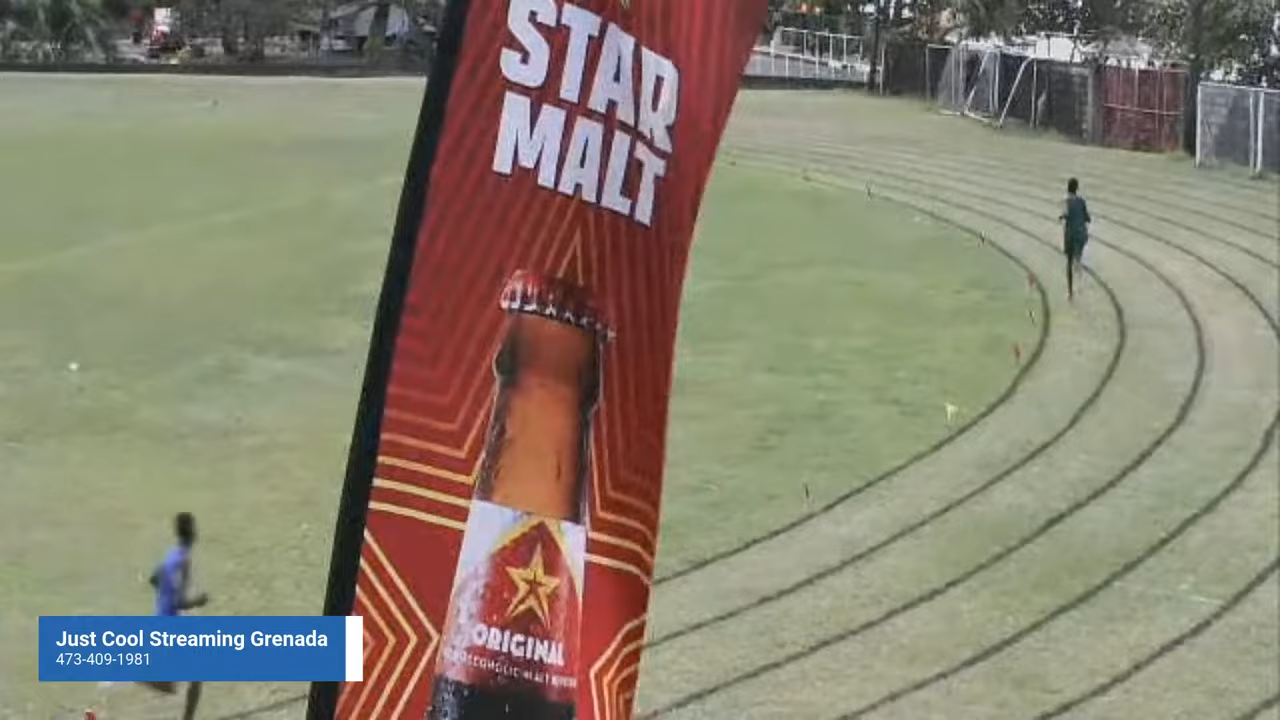 STAR
MALT
ORIGINAL
Just Cool Streaming Grenada
473-409-1981